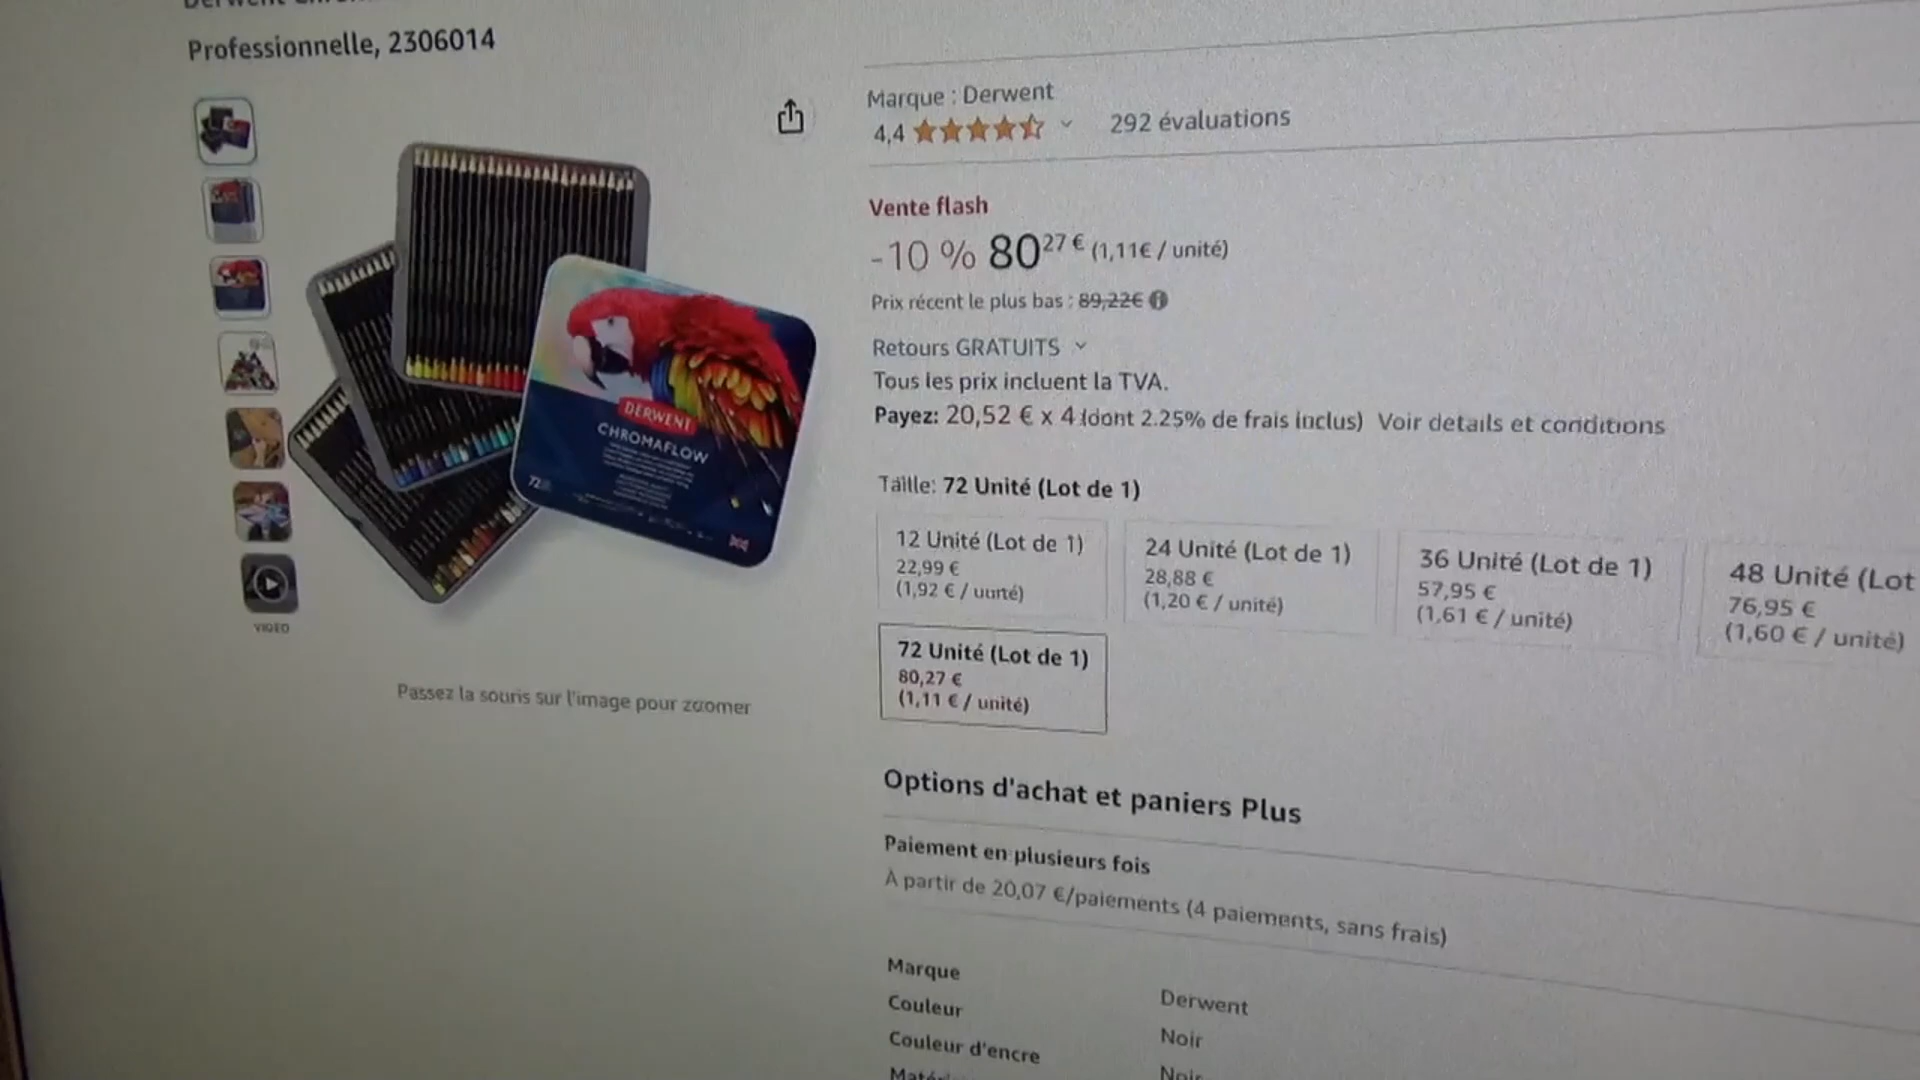 Professionnelle, 2306014
Marque : Derwent
4,4
292 évaluations
Vente flash
-10 % 80 27 € (1,11€ / unité)
Prix récent le plus bas : 89,22€
Retours GRATUITS
Tous les prix incluent la TVA.
Payez: 20,52 € x 4 (dont 2.25% de frais inclus) Voir details et conditions
Taille: 72 Unité (Lot de 1)
12 Unité (Lot de 1)
22,99 €
(1,92 € / unité)
24 Unité (Lot de 1)
28,88 €
(1,20 € / unité)
36 Unité (Lot de 1)
57,95 €
(1,61 € / unité)
48 Unité (Lot
76,95 €
(1,60 € / unité)
72 Unité (Lot de 1)
80,27 €
(1,11 € / unité)
DERWENT
CHROMAFLOW
72
VIDEO
Passez la souris sur l'image pour zoomer
Options d'achat et paniers Plus
Paiement en plusieurs fois
À partir de 20,07 €/paiements (4 paiements, sans frais)
Marque Derwent
Couleur Noir
Couleur d'encre Noir